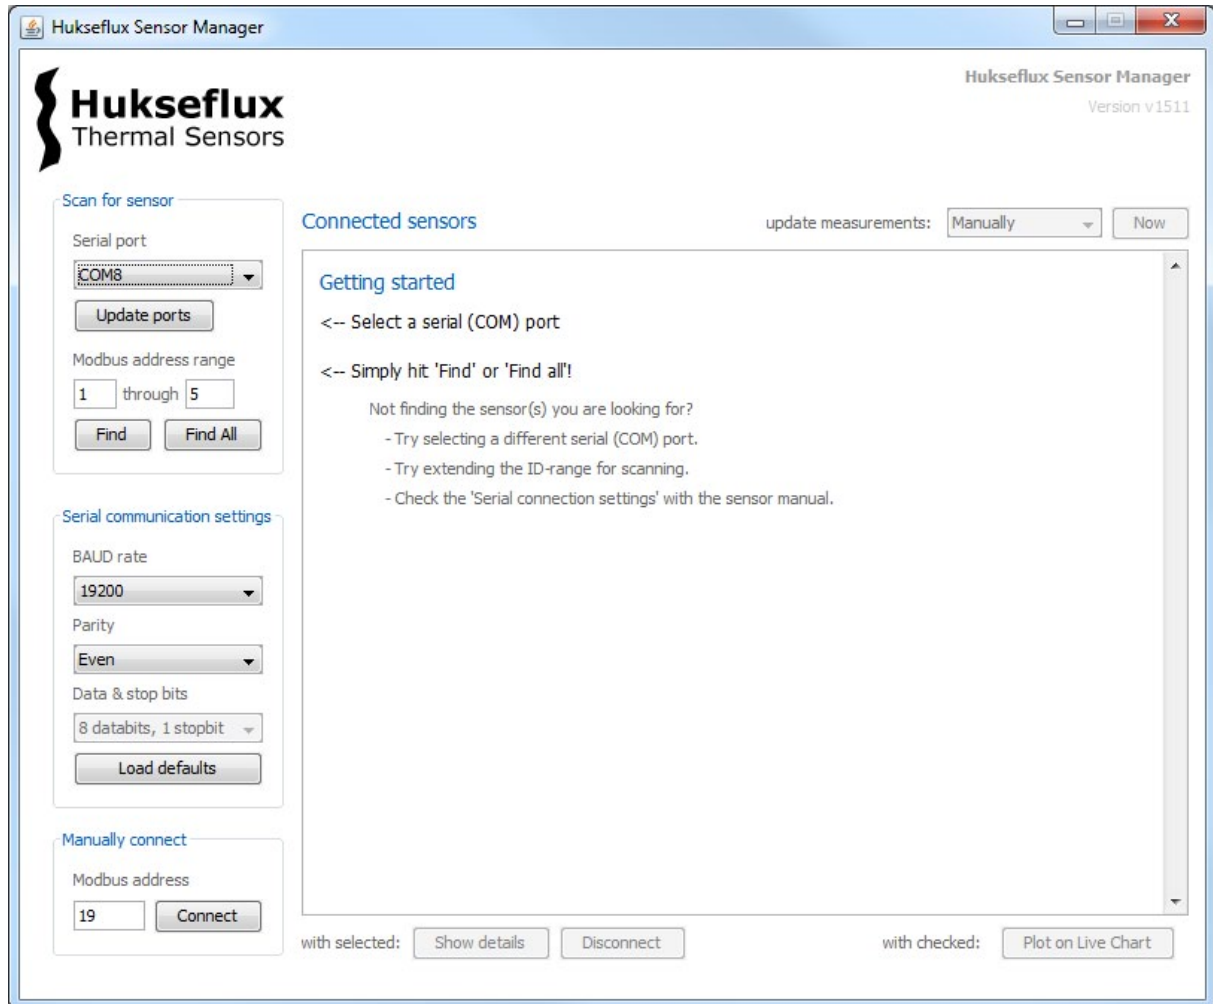 Hukseflux Sensor Manager
Hukseflux
Thermal Sensors
Hukseflux Sensor Manager
Version v1511
Scan for sensor
Serial port
COM8
Update ports
Modbus address range
1 through 5
Find Find All
Serial communication settings
BAUD rate
19200
Parity
Even
Data & stop bits
8 databits, 1 stopbit
Load defaults
Manually connect
Modbus address
19 Connect
Connected sensors update measurements: Manually Now
Getting started
<-- Select a serial (COM) port
<-- Simply hit 'Find' or 'Find all'!
Not finding the sensor(s) you are looking for?
- Try selecting a different serial (COM) port.
- Try extending the ID-range for scanning.
- Check the 'Serial connection settings' with the sensor manual.
with selected: Show details Disconnect with checked: Plot on Live Chart